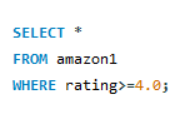 SELECT *
FROM amazon1
WHERE rating>=4.0;